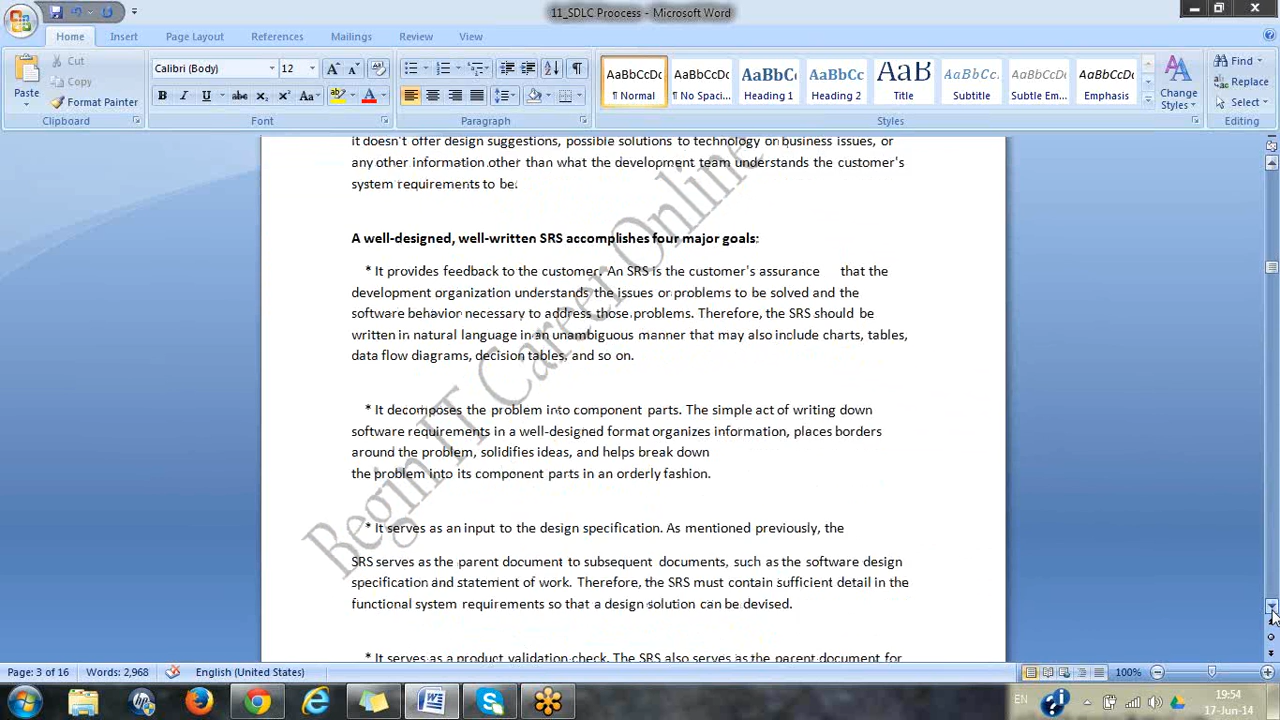 11_SDLC Proocess - Microsoft Word
Home Insert Page Layout References Mailings Review View
Paste
Cut
Copy
Format Painter
Clipboard
Calibri (Body) 12
Font
Paragraph
AaBbCcDc AaBbCcDc AaBbC AaBbCc AaB AaBbCc. AaBbCcDc AaBbCcDc
¶ Normal ¶ No Spaci... Heading 1 Heading 2 Title Subtitle Subtle Em... Emphasis
Change
Styles
Styles
Find
Replace
Select
Editing
it doesn't offer design suggestions, possible solutions to technology or business issues, or
any other information other than what the development team understands the customer's
system requirements to be.
A well-designed, well-written SRS accomplishes four major goals:
* It provides feedback to the customer. An SRS is the customer's assurance that the
development organization understands the issues or problems to be solved and the
software behavior necessary to address those problems. Therefore, the SRS should be
written in natural language in an unambiguous manner that may also include charts, tables,
data flow diagrams, decision tables, and so on.
* It decomposes the problem into component parts. The simple act of writing down
software requirements in a well-designed format organizes information, places borders
around the problem, solidifies ideas, and helps break down
the problem into its component parts in an orderly fashion.
* It serves as an input to the design specification. As mentioned previously, the
SRS serves as the parent document to subsequent documents, such as the software design
specification and statement of work. Therefore, the SRS must contain sufficient detail in the
functional system requirements so that a design solution can be devised.
* It serves as a product validation check. The SRS also serves as the parent document for
Begin IT Career Online
Page: 3 of 16 Words: 2,968 English (United States) 100%
EN
19:54
17-Jun-14